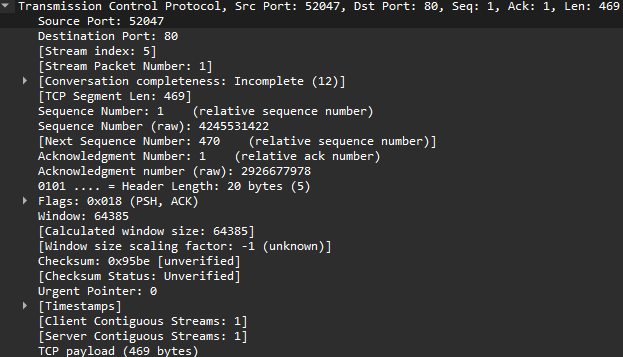 Transmission Control Protocol, Src Port: 52047, Dst Port: 80, Seq: 1, Ack: 1, Len: 469
Source Port: 52047
Destination Port: 80
[Stream index: 5]
[Stream Packet Number: 1]
[Conversation completeness: Incomplete (12)]
[TCP Segment Len: 469]
Sequence Number: 1    (relative sequence number)
Sequence Number (raw): 4245531422
[Next Sequence Number: 470    (relative sequence number)]
Acknowledgment Number: 1    (relative ack number)
Acknowledgment number (raw): 2926677978
0101 .... = Header Length: 20 bytes (5)
Flags: 0x018 (PSH, ACK)
Window: 64385
[Calculated window size: 64385]
[Window size scaling factor: -1 (unknown)]
Checksum: 0x95be [unverified]
[Checksum Status: Unverified]
Urgent Pointer: 0
[Timestamps]
[Client Contiguous Streams: 1]
[Server Contiguous Streams: 1]
TCP payload (469 bytes)